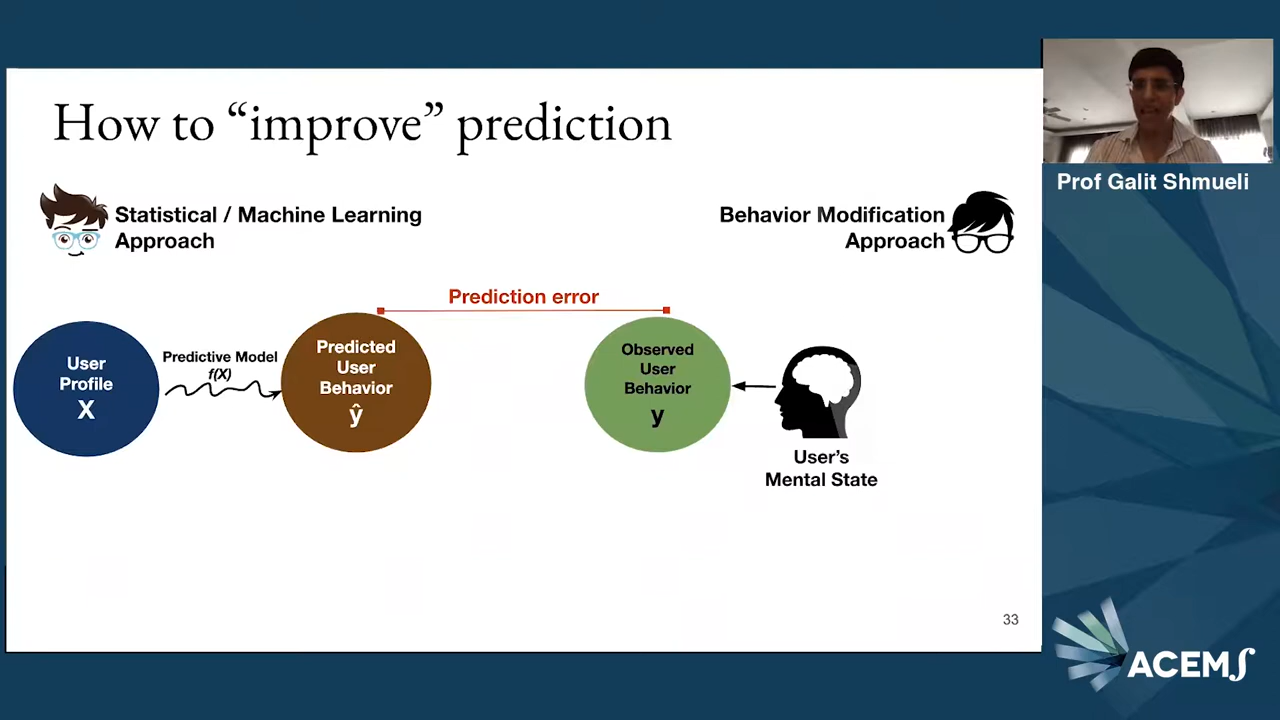 How to “improve” prediction
Prof Galit Shmueli
Statistical / Machine Learning
Approach
Behavior Modification
Approach
Prediction error
User
Profile
X
Predictive Model
f(X)
Predicted
User
Behavior
ŷ
Observed
User
Behavior
y
User’s
Mental State
33
ACEMS